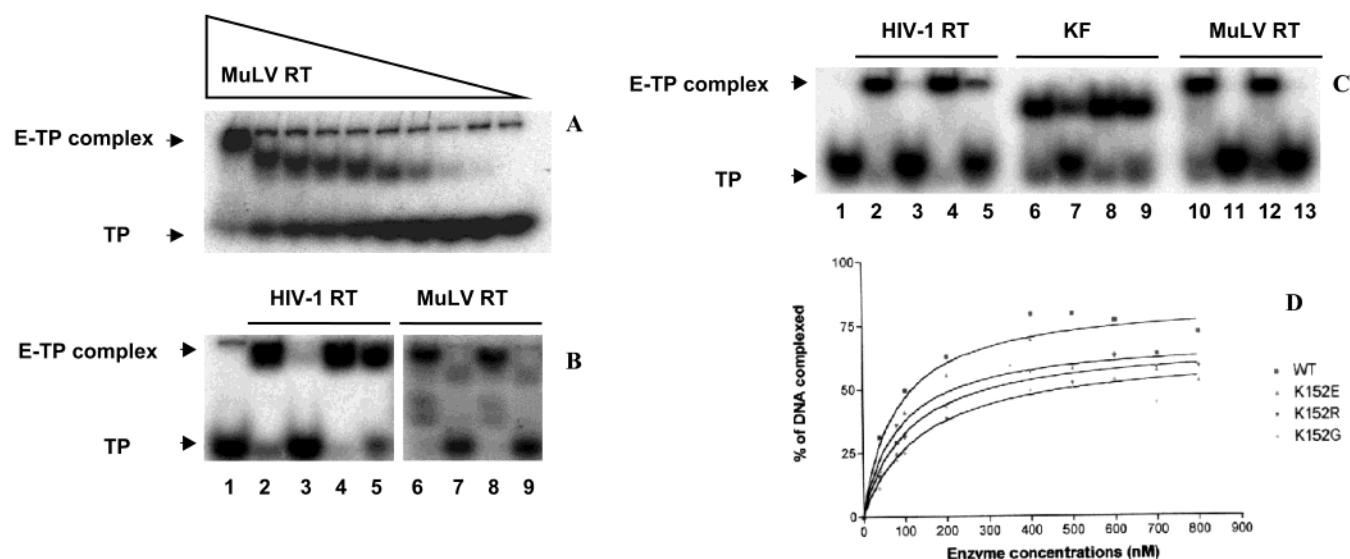 MuLV RT
A
E-TP complex
TP
HIV-1 RT MuLV RT
E-TP complex
B
TP
1 2 3 4 5 6 7 8 9
HIV-1 RT KF MuLV RT
E-TP complex
C
TP
1 2 3 4 5 6 7 8 9 10 11 12 13
D
100
75
50
25
0
% of DNA complexed
WT
K152E
K152R
K152G
0 100 200 300 400 500 600 700 800 900
Enzyme concentrations (nM)